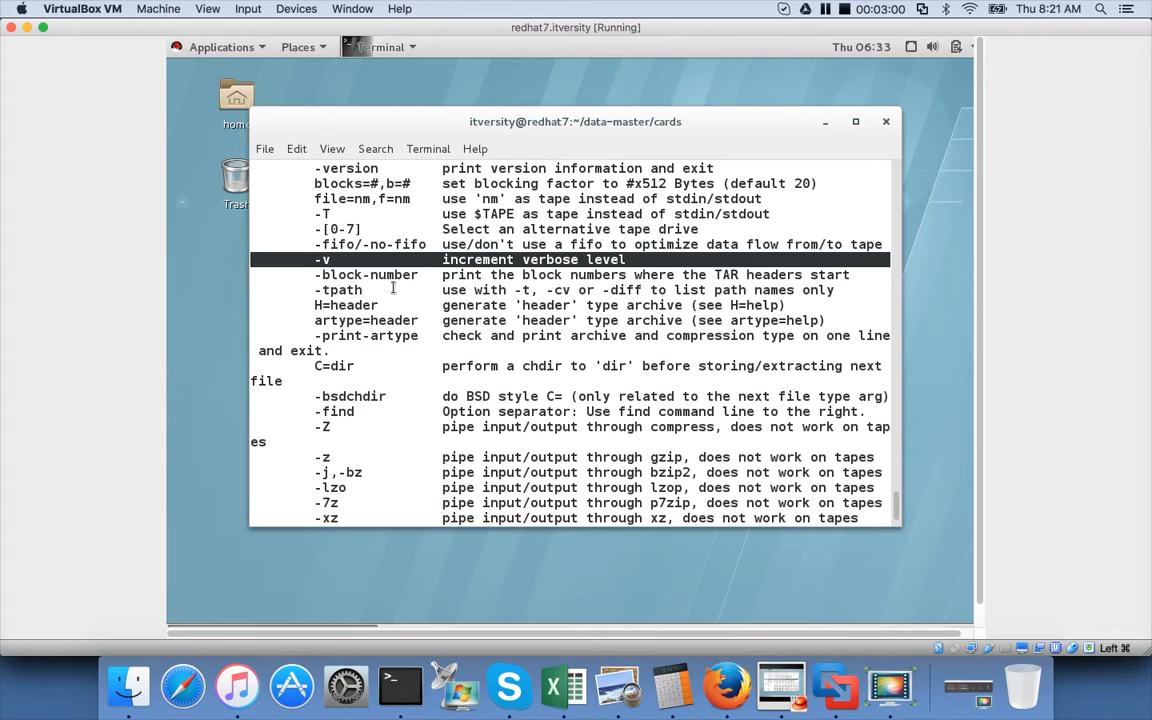 VirtualBox VM Machine View Input Devices Window Help 00:03:00 Thu 8:21 AM
redhat7.itversity [Running]
Applications Places Terminal Thu 06:33
home
Trash
itversity@redhat7:~/data-master/cards
File Edit View Search Terminal Help
-version print version information and exit
blocks=#,b=# set blocking factor to #x512 Bytes (default 20)
file=nm,f=nm use 'nm' as tape instead of stdin/stdout
-T use $TAPE as tape instead of stdin/stdout
-[0-7] Select an alternative tape drive
-fifo/-no-fifo use/don't use a fifo to optimize data flow from/to tape
-v increment verbose level
-block-number print the block numbers where the TAR headers start
-tpath use with -t, -cv or -diff to list path names only
H=header generate 'header' type archive (see H=help)
artype=header generate 'header' type archive (see artype=help)
-print-artype check and print archive and compression type on one line
and exit.
C=dir perform a chdir to 'dir' before storing/extracting next
file
-bsdchdir do BSD style C= (only related to the next file type arg)
-find Option separator: Use find command line to the right.
-Z pipe input/output through compress, does not work on tap
es
-z pipe input/output through gzip, does not work on tapes
-j,-bz pipe input/output through bzip2, does not work on tapes
-lzo pipe input/output through lzop, does not work on tapes
-7z pipe input/output through p7zip, does not work on tapes
-xz pipe input/output through xz, does not work on tapes
Left ⌘